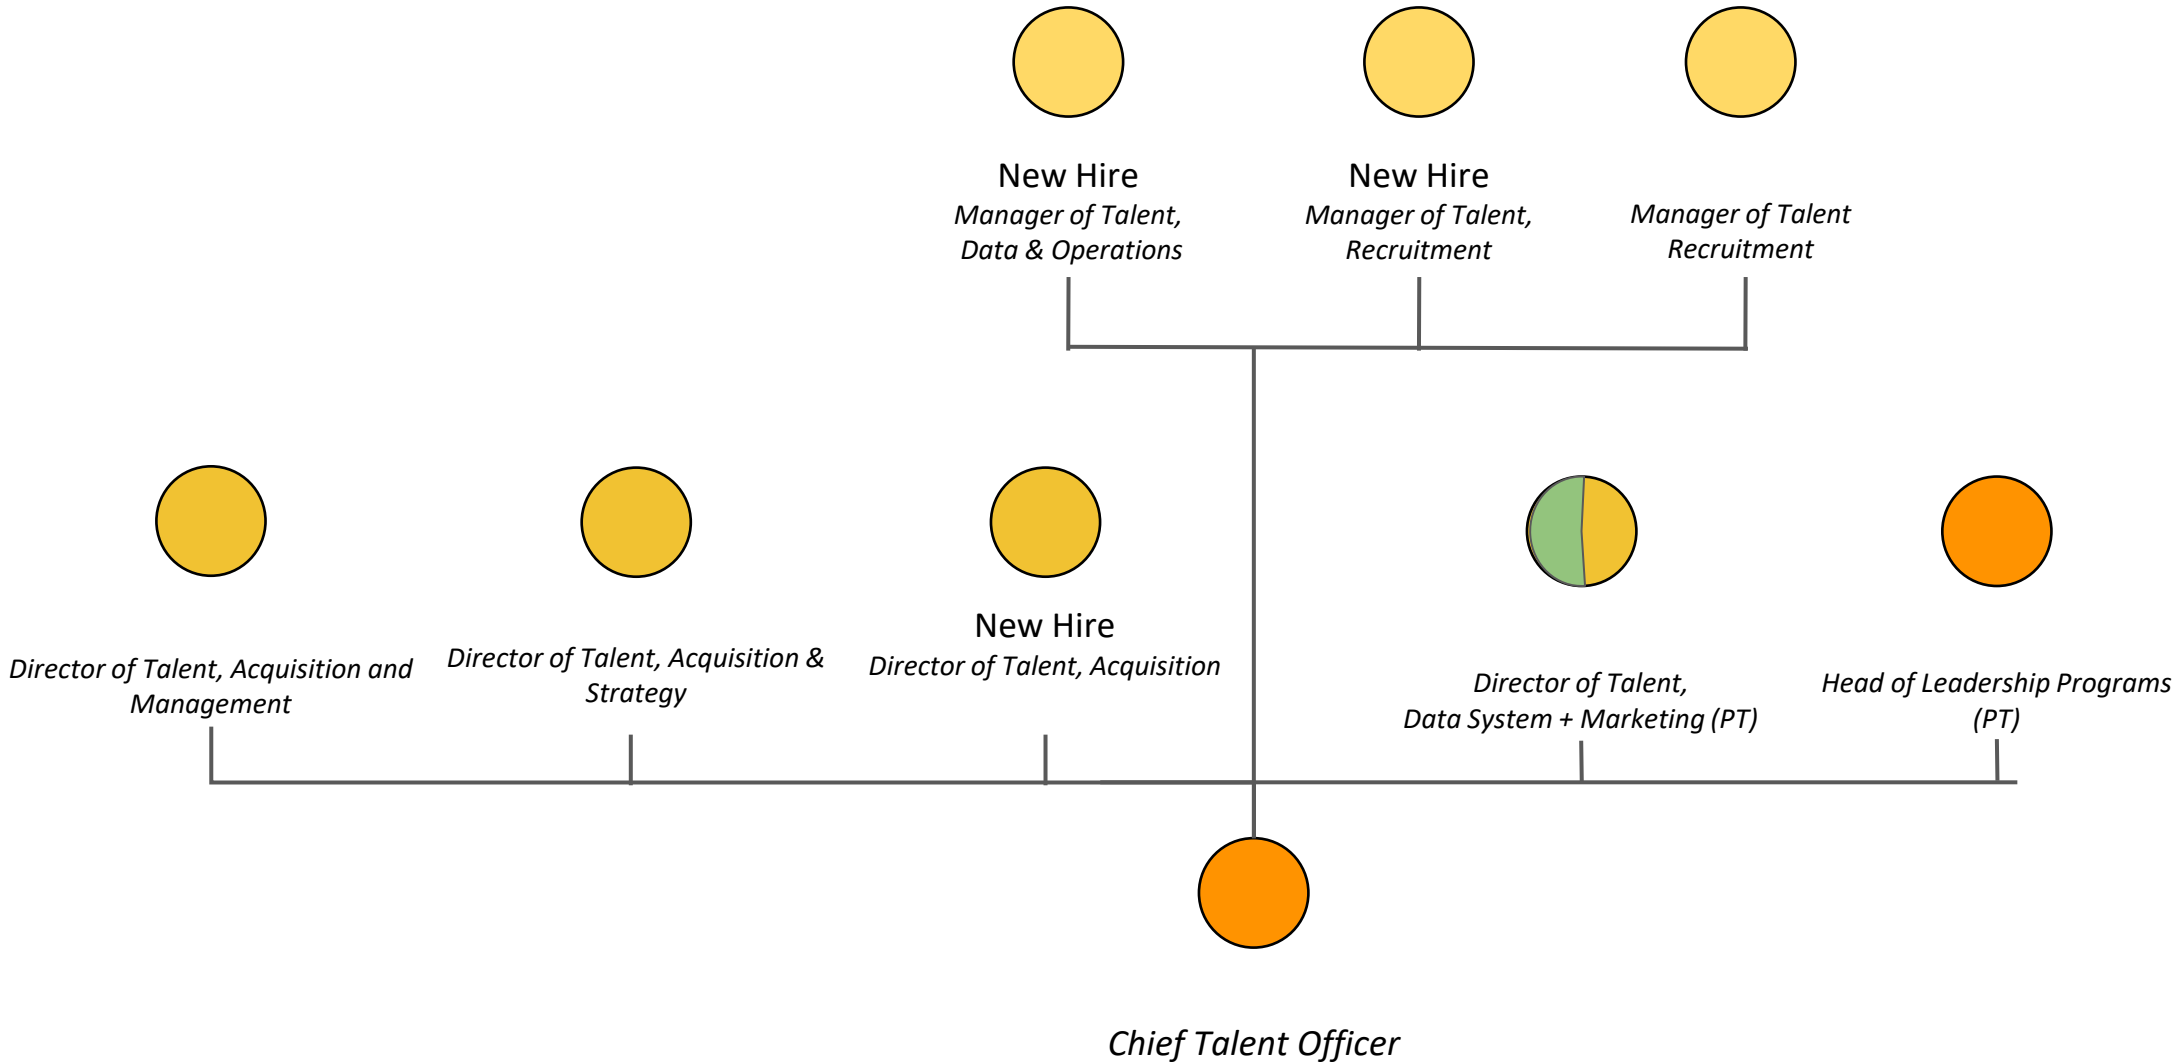 New Hire
Manager of Talent,
Data & Operations
New Hire
Manager of Talent,
Recruitment
Manager of Talent
Recruitment
Director of Talent, Acquisition and
Management
Director of Talent, Acquisition &
Strategy
New Hire
Director of Talent, Acquisition
Director of Talent,
Data System + Marketing (PT)
Head of Leadership Programs
(PT)
Chief Talent Officer